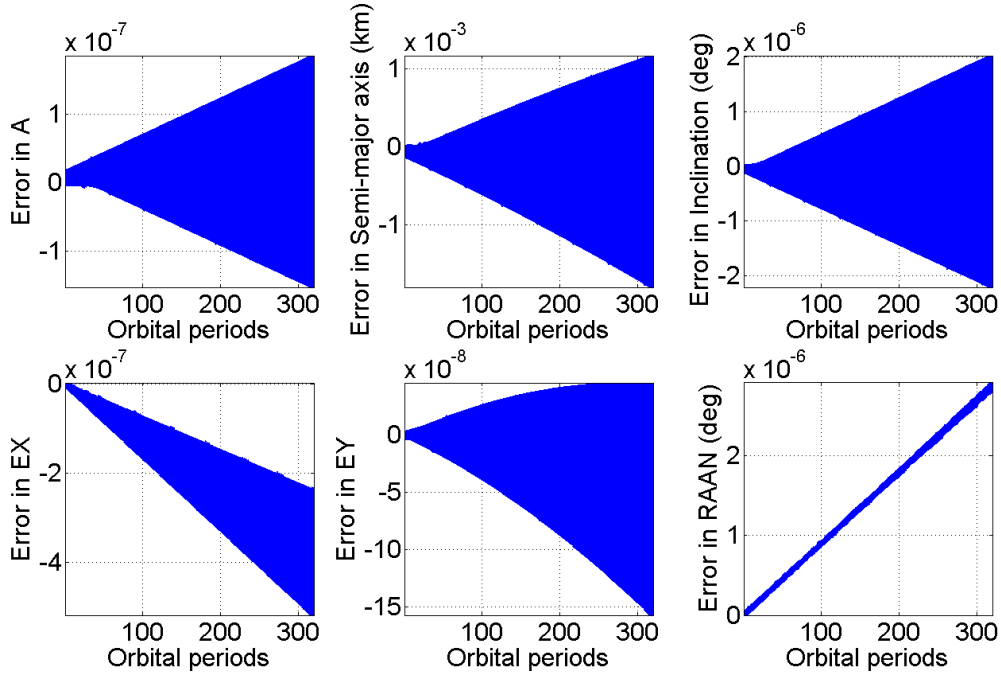 x 10-7
Error in A
1
0
-1
100 200 300
Orbital periods
x 10-3
Error in Semi-major axis (km)
1
0
-1
100 200 300
Orbital periods
x 10-6
Error in Inclination (deg)
2
1
0
-1
-2
100 200 300
Orbital periods
x 10-7
Error in EX
0
-2
-4
100 200 300
Orbital periods
x 10-8
Error in EY
0
-5
-10
-15
100 200 300
Orbital periods
x 10-6
Error in RAAN (deg)
2
1
0
100 200 300
Orbital periods